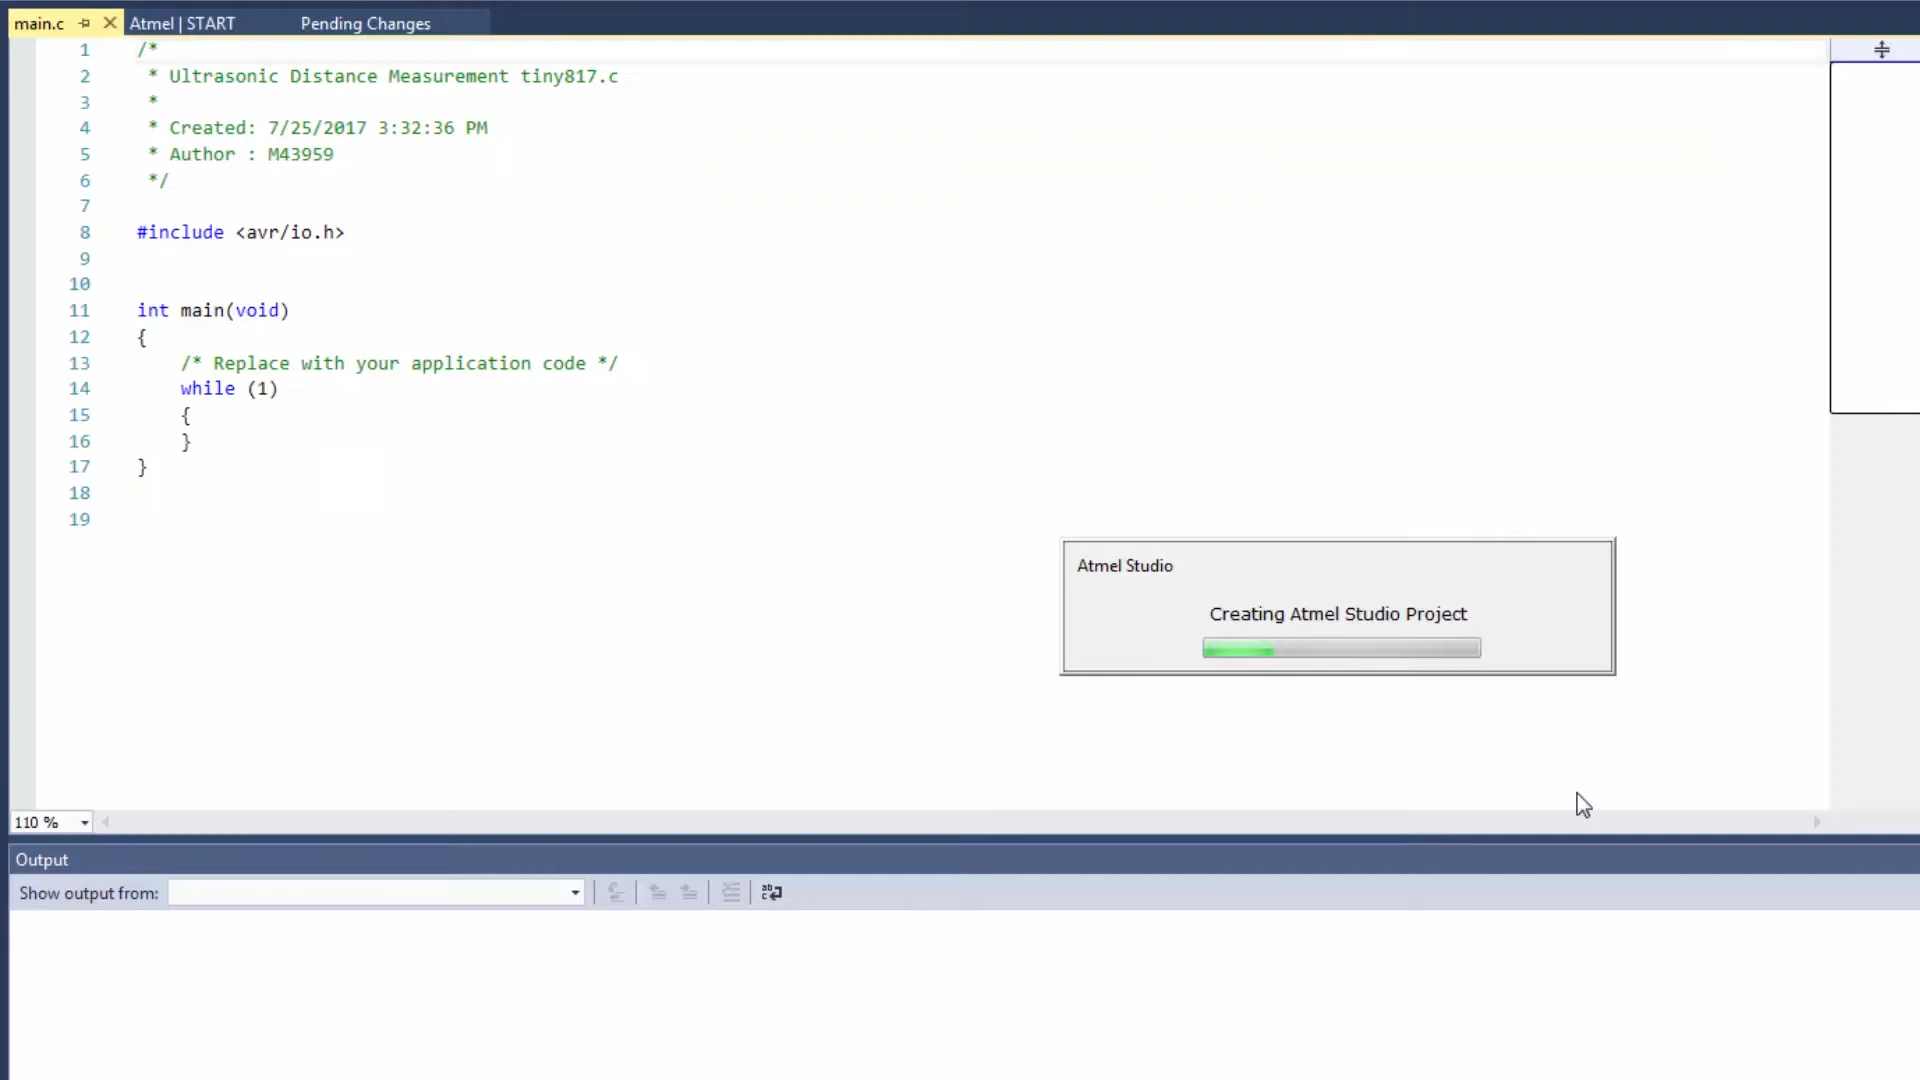 main.c
Atmel | START
Pending Changes
1 /*
2 * Ultrasonic Distance Measurement tiny817.c
3 *
4 * Created: 7/25/2017 3:32:36 PM
5 * Author : M43959
6 */
7
8 #include <avr/io.h>
9
10
11 int main(void)
12 {
13 /* Replace with your application code */
14 while (1)
15 {
16 }
17 }
18
19
Atmel Studio
Creating Atmel Studio Project
110 %
Output
Show output from: